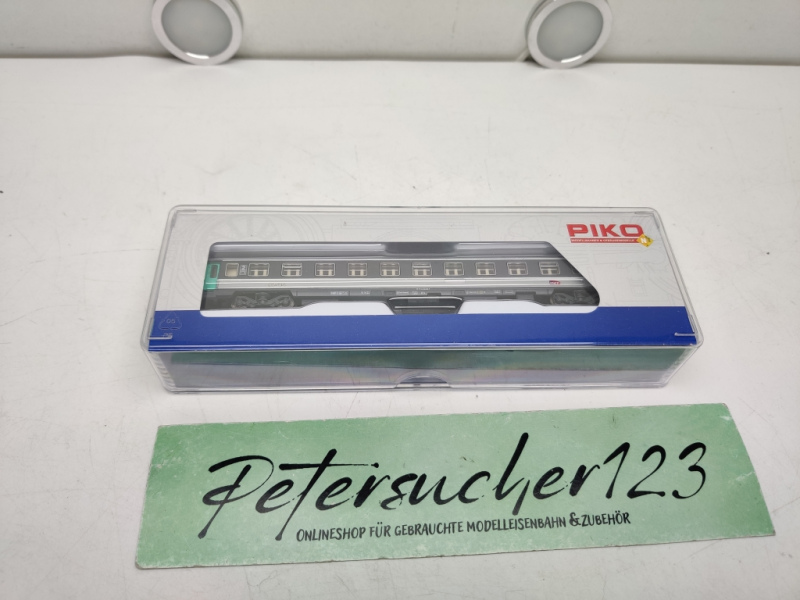 PIKO
Petersucher123
ONLINESHOP FÜR GEBRAUCHTE MODELLEISENBAHN & ZUBEHÖR